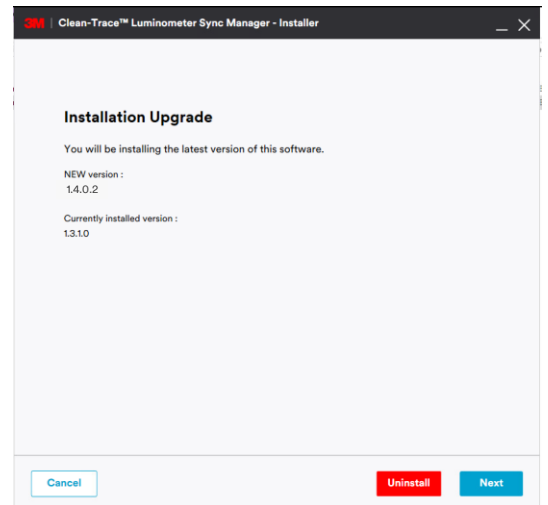 3M | Clean-Trace™ Luminometer Sync Manager - Installer
Installation Upgrade
You will be installing the latest version of this software.
NEW version :
1.4.0.2
Currently installed version :
1.3.1.0
Cancel
Uninstall
Next